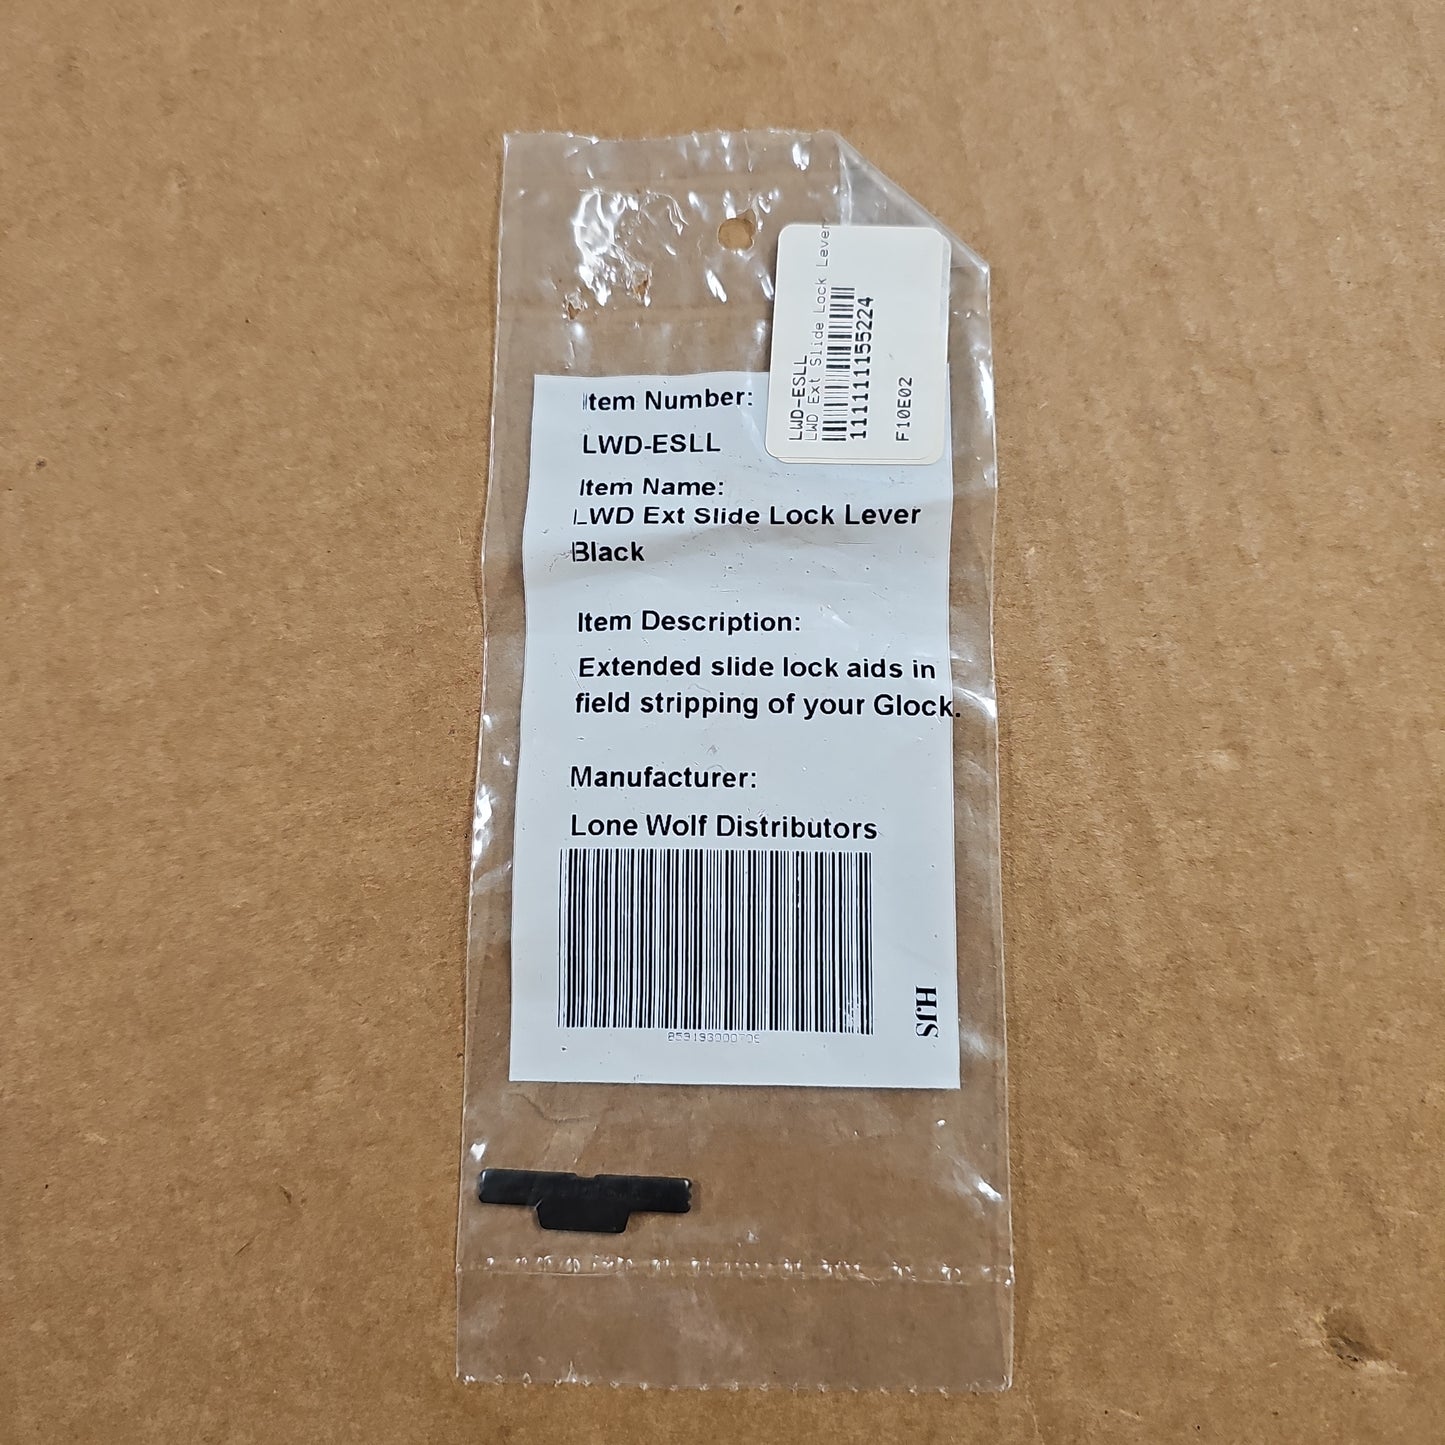 Item Number:
LWD-ESLL
Item Name:
LWD Ext Slide Lock Lever
Black
Item Description:
Extended slide lock aids in
field stripping of your Glock.
Manufacturer:
Lone Wolf Distributors
HJS
LWD-ESLL
LWD Ext Slide Lock Lever
111111155224
F10E02